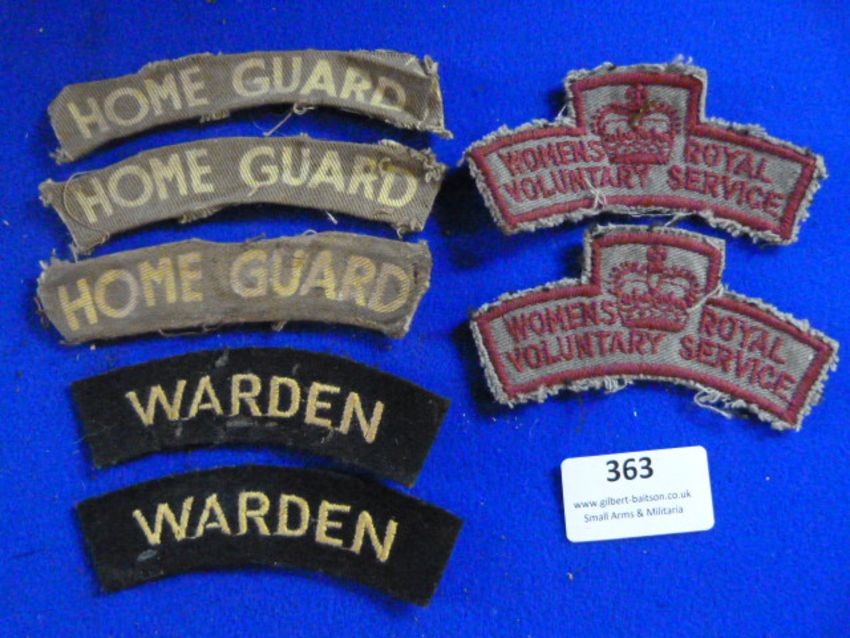 HOME GUARD
HOME GUARD
HOME GUARD
WARDEN
WARDEN
WOMENS ROYAL
VOLUNTARY SERVICE
WOMENS ROYAL
VOLUNTARY SERVICE
363
www.gilbert-baitson.co.uk
Small Arms & Militaria